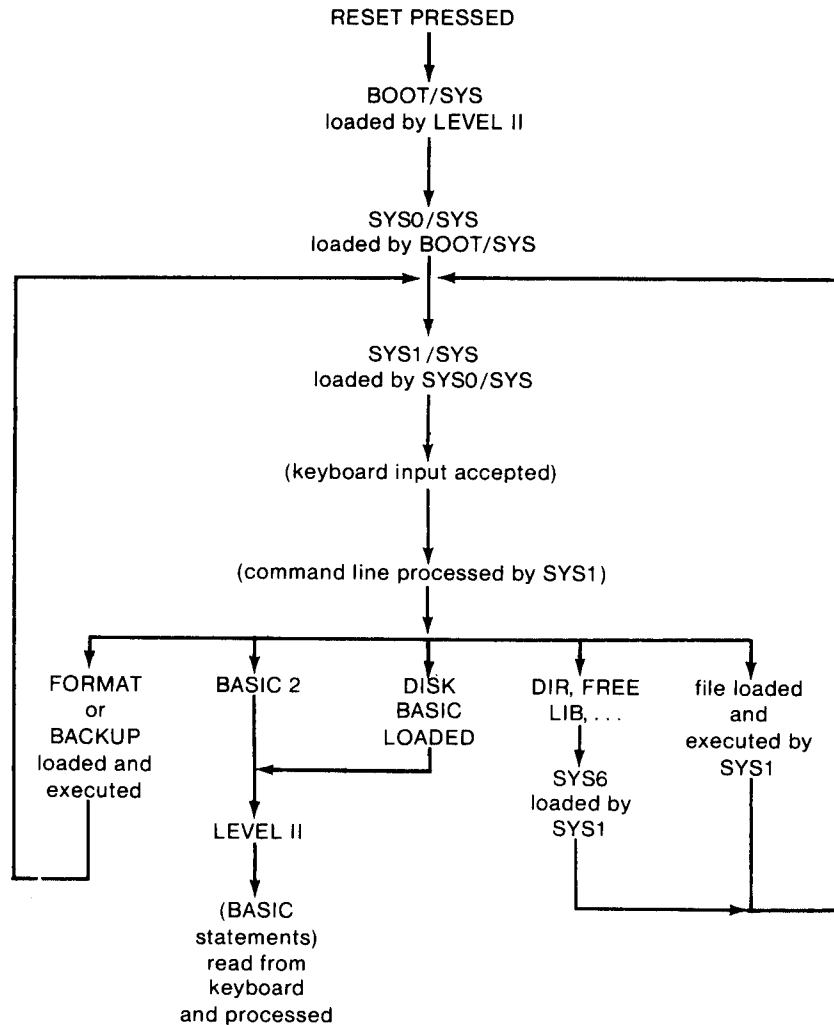 RESET PRESSED
BOOT/SYS
loaded by LEVEL II
SYS0/SYS
loaded by BOOT/SYS
SYS1/SYS
loaded by SYS0/SYS
(keyboard input accepted)
(command line processed by SYS1)
FORMAT
or
BACKUP
loaded and
executed
BASIC 2
DISK
BASIC
LOADED
DIR, FREE
LIB, . . .
file loaded
and
executed by
SYS1
SYS6
loaded by
SYS1
LEVEL II
(BASIC
statements)
read from
keyboard
and processed